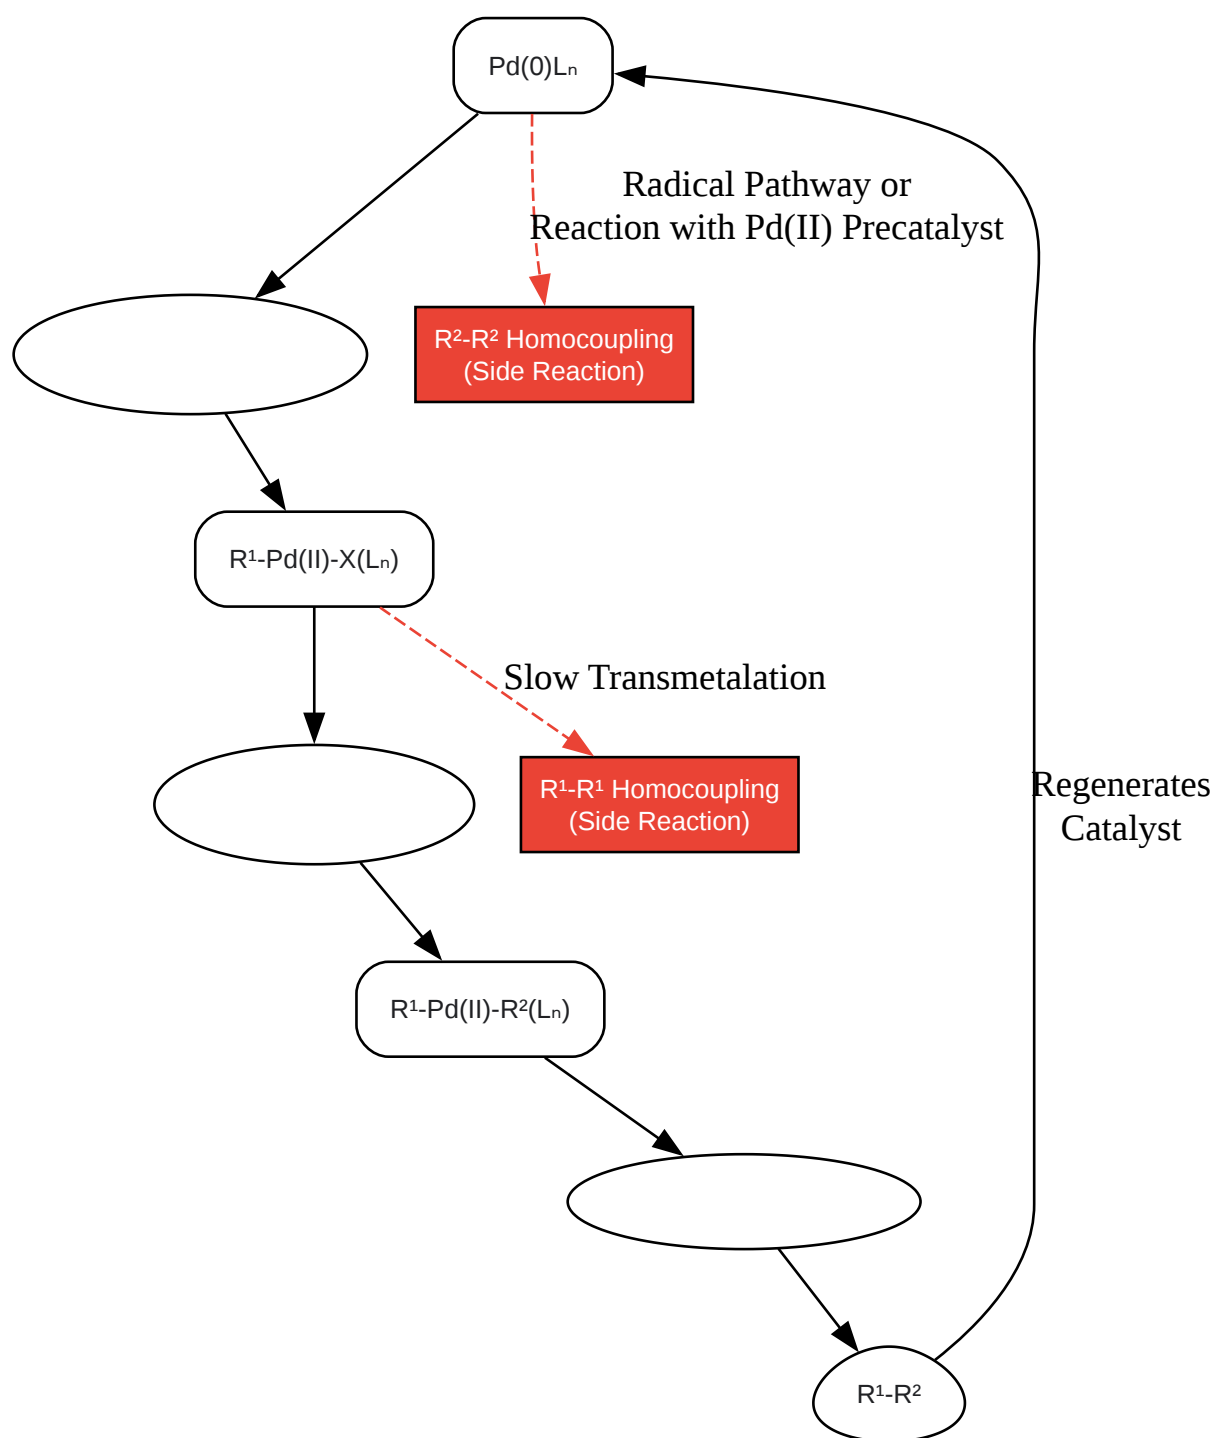 Pd(0)Lₙ
Radical Pathway or
Reaction with Pd(II) Precatalyst
R²-R² Homocoupling
(Side Reaction)
R¹-Pd(II)-X(Lₙ)
Slow Transmetalation
R¹-R¹ Homocoupling
(Side Reaction)
Regenerates
Catalyst
R¹-Pd(II)-R²(Lₙ)
R¹-R²